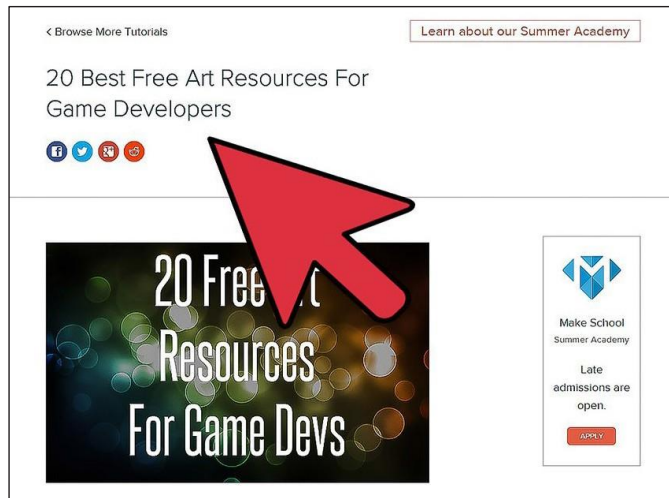 < Browse More Tutorials
Learn about our Summer Academy
20 Best Free Art Resources For
Game Developers
20 Free
Resources
For Game Devs
Make School
Summer Academy
Late
admissions are
open.
APPLY